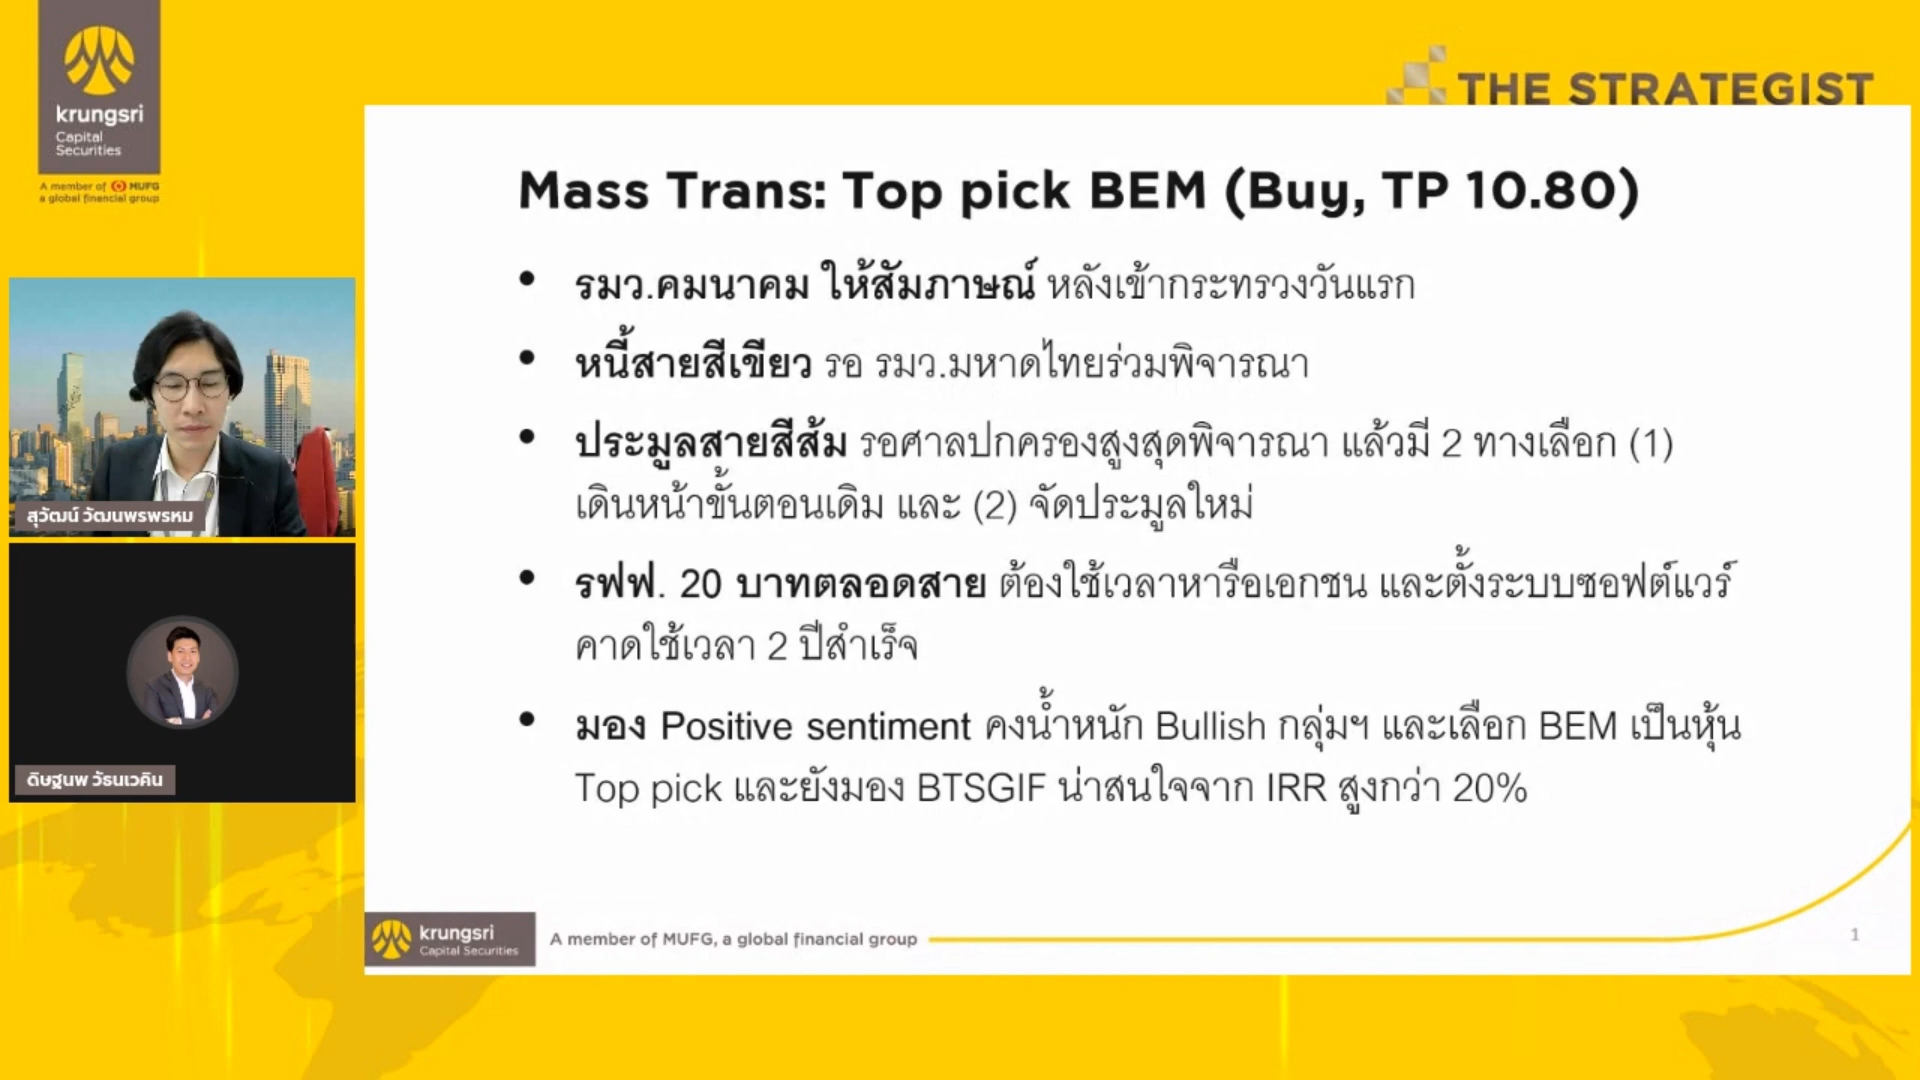 krungsri
Capital
Securities
A member of MUFG
a global financial group
THE STRATEGIST
Mass Trans: Top pick BEM (Buy, TP 10.80)
• รมว.คมนาคม ให้สัมภาษณ์ หลังเข้ากระทรวงวันแรก
• หนี้สายสีเขียว รอ รมว.มหาดไทยร่วมพิจารณา
• ประมูลสายสีส้ม รอศาลปกครองสูงสุดพิจารณา แล้วมี 2 ทางเลือก (1)
เดินหน้าขั้นตอนเดิม และ (2) จัดประมูลใหม่
• รฟฟ. 20 บาทตลอดสาย ต้องใช้เวลาหารือเอกชน และตั้งระบบซอฟต์แวร์
คาดใช้เวลา 2 ปีสำเร็จ
• มอง Positive sentiment คงน้ำหนัก Bullish กลุ่มฯ และเลือก BEM เป็นหุ้น
Top pick และยังมอง BTSGIF น่าสนใจจาก IRR สูงกว่า 20%
สุวัฒน์ วัฒนพรพรหม
ดิษฐนพ วัธนเวคิน
krungsri
Capital Securities
A member of MUFG, a global financial group
1